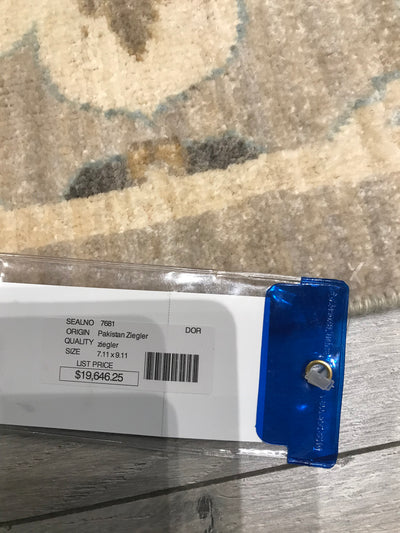 SEALNO 7681 DOR
ORIGIN Pakistan Ziegler
QUALITY ziegler
SIZE 7.11 x 9.11
LIST PRICE
$19,646.25